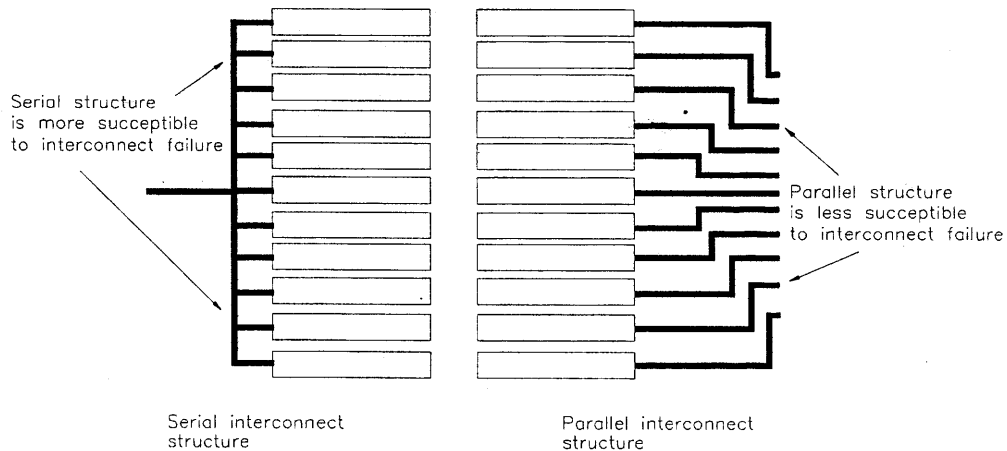 Serial structure
is more succeptible
to interconnect failure
Parallel structure
is less succeptible
to interconnect failure
Serial interconnect
structure
Parallel interconnect
structure